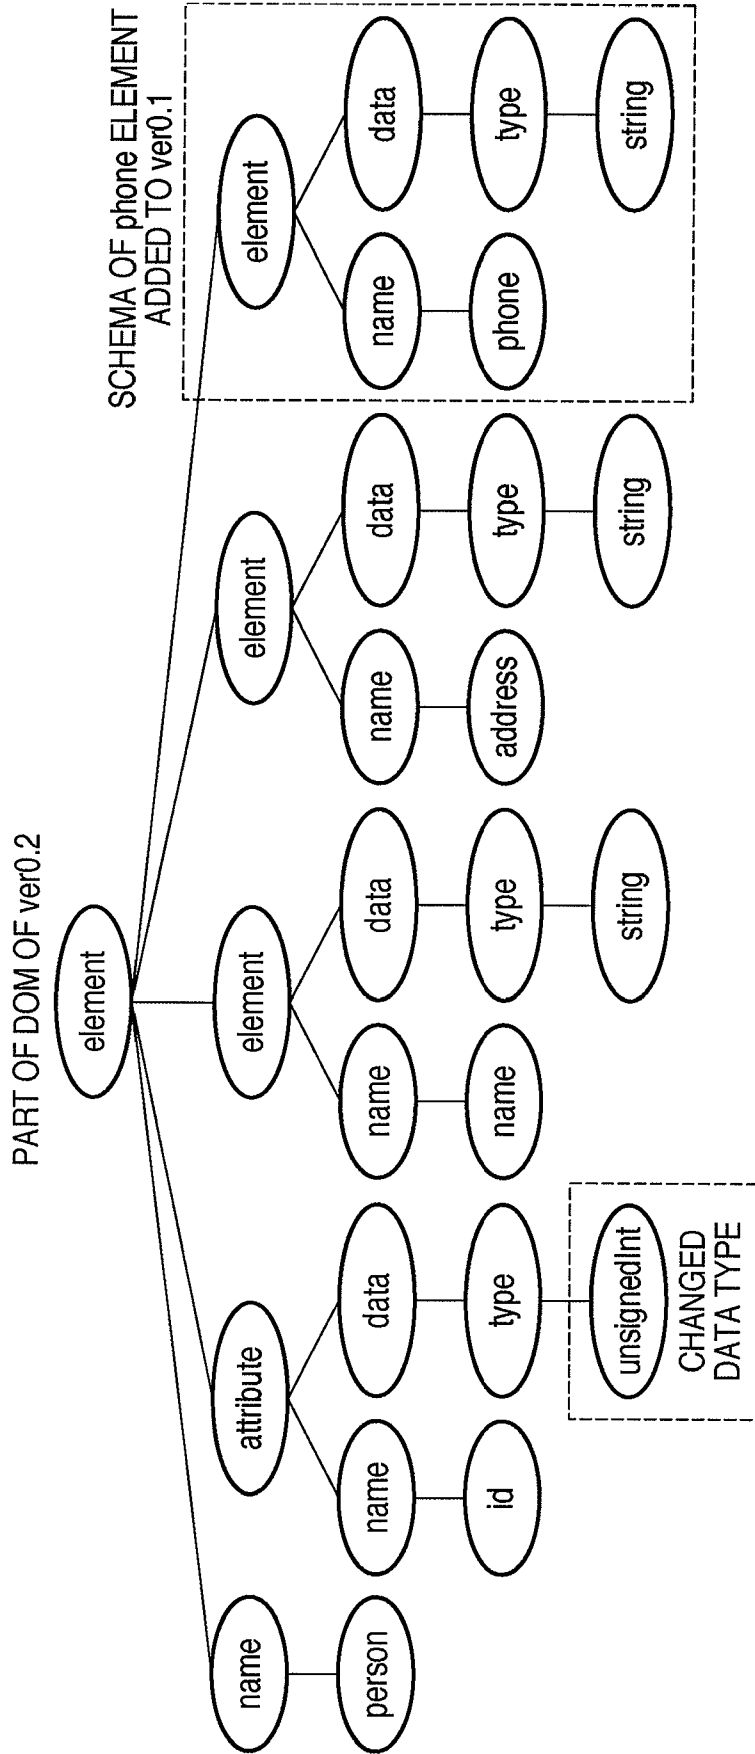 PART OF DOM OF ver0.2
SCHEMA OF phone ELEMENT
ADDED TO ver0.1
element
name
attribute
element
element
element
person
name
data
name
data
name
data
name
data
id
type
name
type
address
type
phone
type
unsignedInt
string
string
string
CHANGED
DATA TYPE